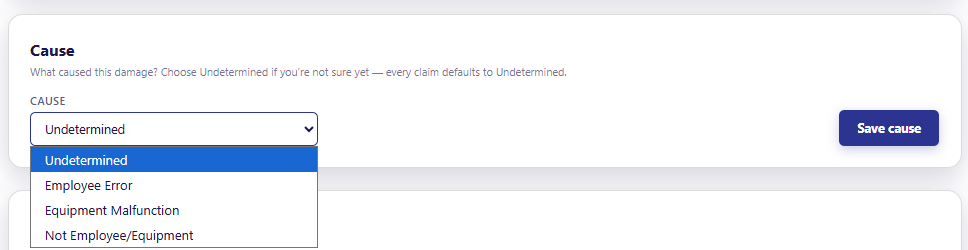 Cause
What caused this damage? Choose Undetermined if you're not sure yet — every claim defaults to Undetermined.
CAUSE
Undetermined
Save cause
Undetermined
Employee Error
Equipment Malfunction
Not Employee/Equipment